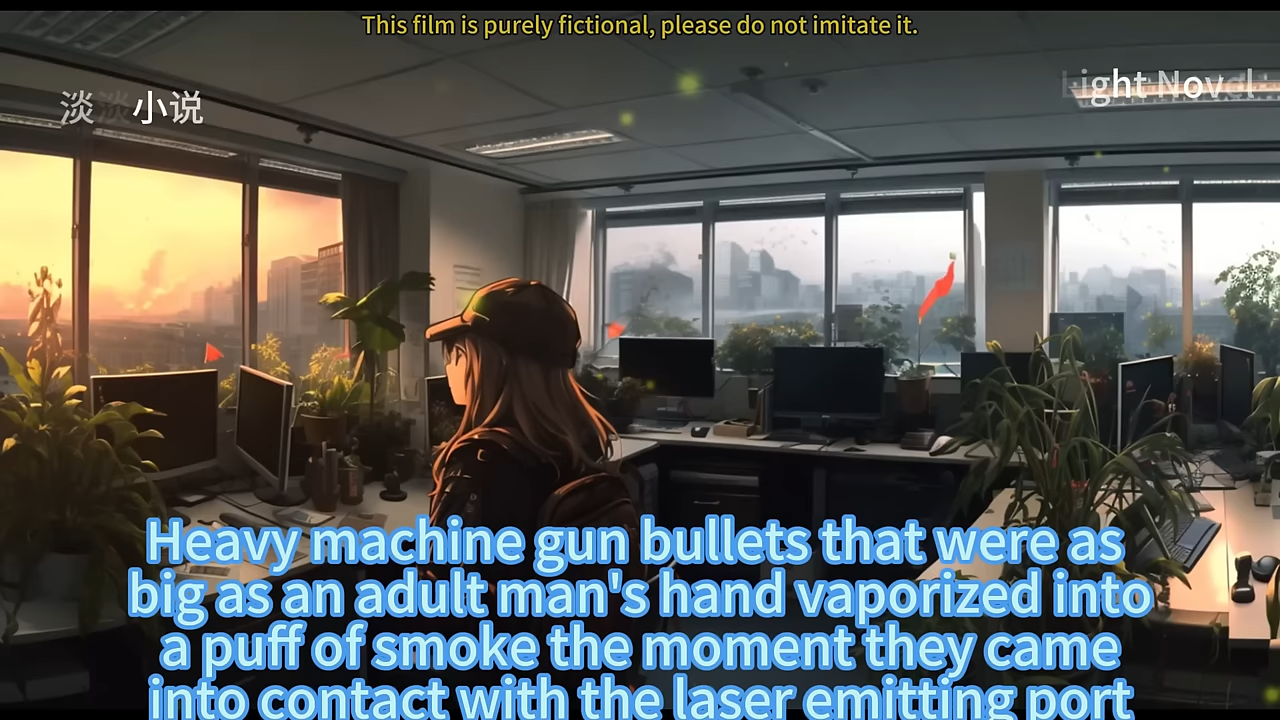 This film is purely fictional, please do not imitate it.
淡淡小说
Light Novel
Heavy machine gun bullets that were as
big as an adult man's hand vaporized into
a puff of smoke the moment they came
into contact with the laser emitting port